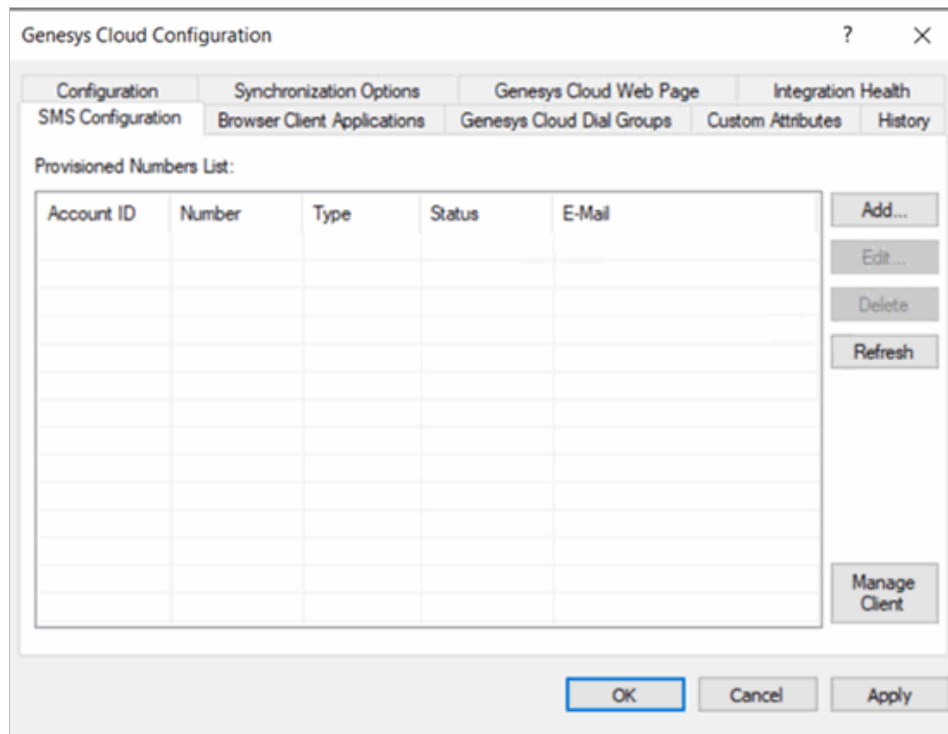 Genesys Cloud Configuration ? ×
Configuration Synchronization Options Genesys Cloud Web Page Integration Health
SMS Configuration Browser Client Applications Genesys Cloud Dial Groups Custom Attributes History
Provisioned Numbers List:
Account ID Number Type Status E-Mail
Add...
Edit...
Delete
Refresh
Manage
Client
OK Cancel Apply